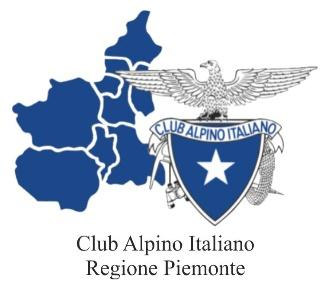 CLUB ALPINO ITALIANO
Club Alpino Italiano
Regione Piemonte